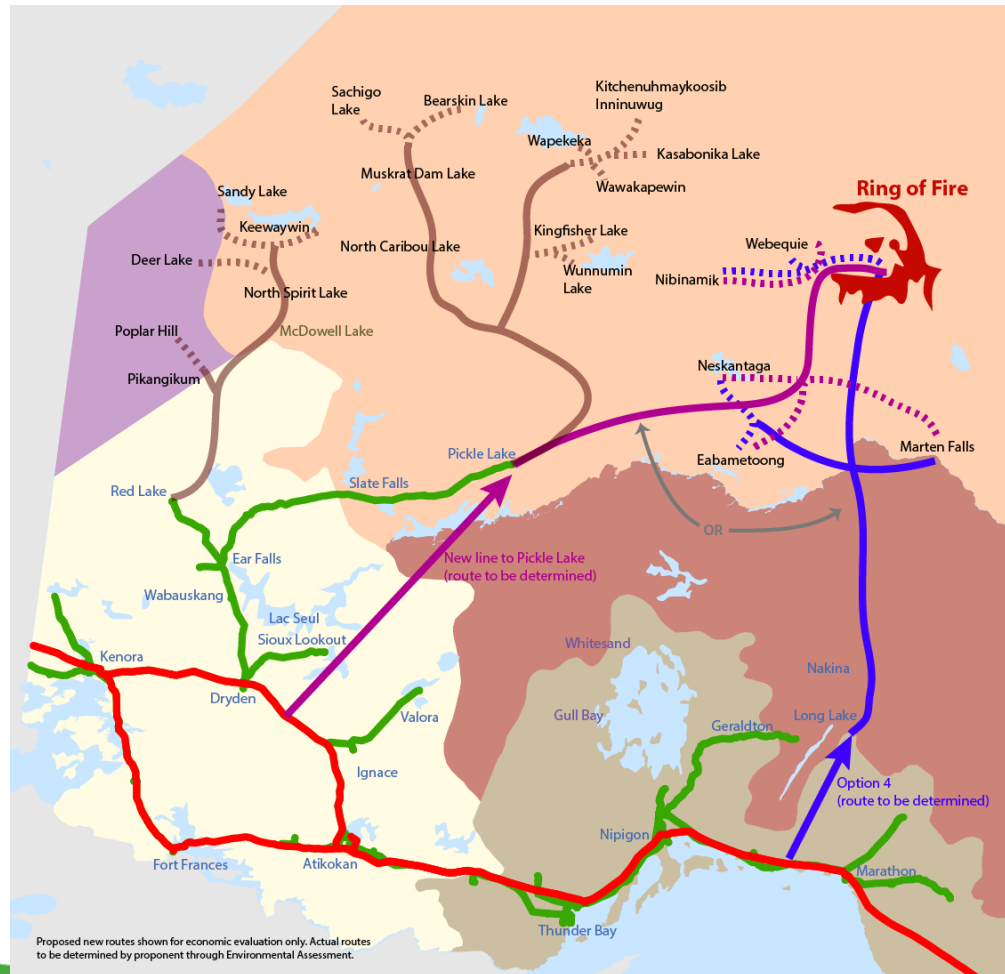 Kitchenuhmaykoosib
Inninuwug
Sachigo
Lake
Bearskin Lake
Wapekeka
Kasabonika Lake
Muskrat Dam Lake
Wawakapewin
Ring of Fire
Sandy Lake
Keewaywin
Kingfisher Lake
North Caribou Lake
Webequie
Deer Lake
Wunnumin
Lake
Nibinamik
North Spirit Lake
Poplar Hill
McDowell Lake
Neskantaga
Pikangikum
Marten Falls
Pickle Lake
Eabametoong
Slate Falls
Red Lake
OR
Ear Falls
New line to Pickle Lake
(route to be determined)
Wabauskang
Lac Seul
Sioux Lookout
Whitesand
Kenora
Nakina
Dryden
Gull Bay
Valora
Long Lake
Geraldton
Ignace
Option 4
(route to be determined)
Nipigon
Fort Frances
Atikokan
Marathon
Thunder Bay
Proposed new routes shown for economic evaluation only. Actual routes
to be determined by proponent through Environmental Assessment.